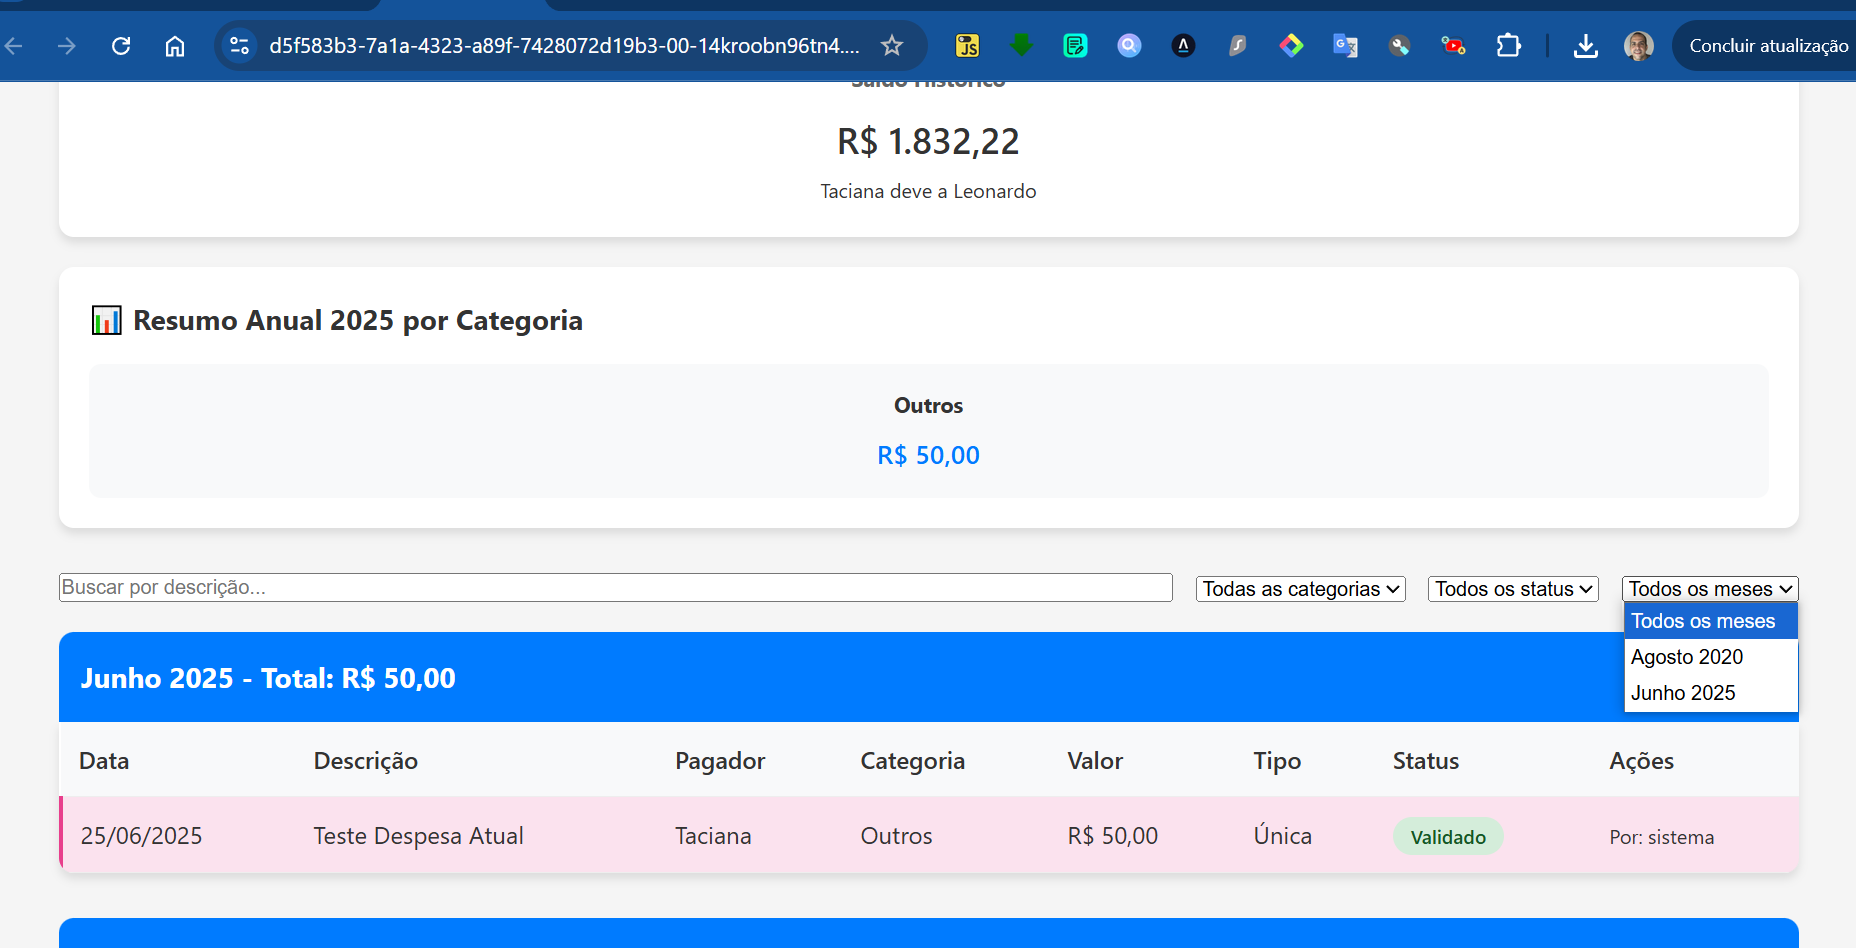 d5f583b3-7a1a-4323-a89f-7428072d19b3-00-14kroobn96tn4....
JS
Concluir atualização
Saldo Histórico
R$ 1.832,22
Taciana deve a Leonardo
Resumo Anual 2025 por Categoria
Outros
R$ 50,00
Buscar por descrição...
Todas as categorias
Todos os status
Todos os meses
Todos os meses
Agosto 2020
Junho 2025
Junho 2025 - Total: R$ 50,00
Data Descrição Pagador Categoria Valor Tipo Status Ações
25/06/2025 Teste Despesa Atual Taciana Outros R$ 50,00 Única Validado Por: sistema